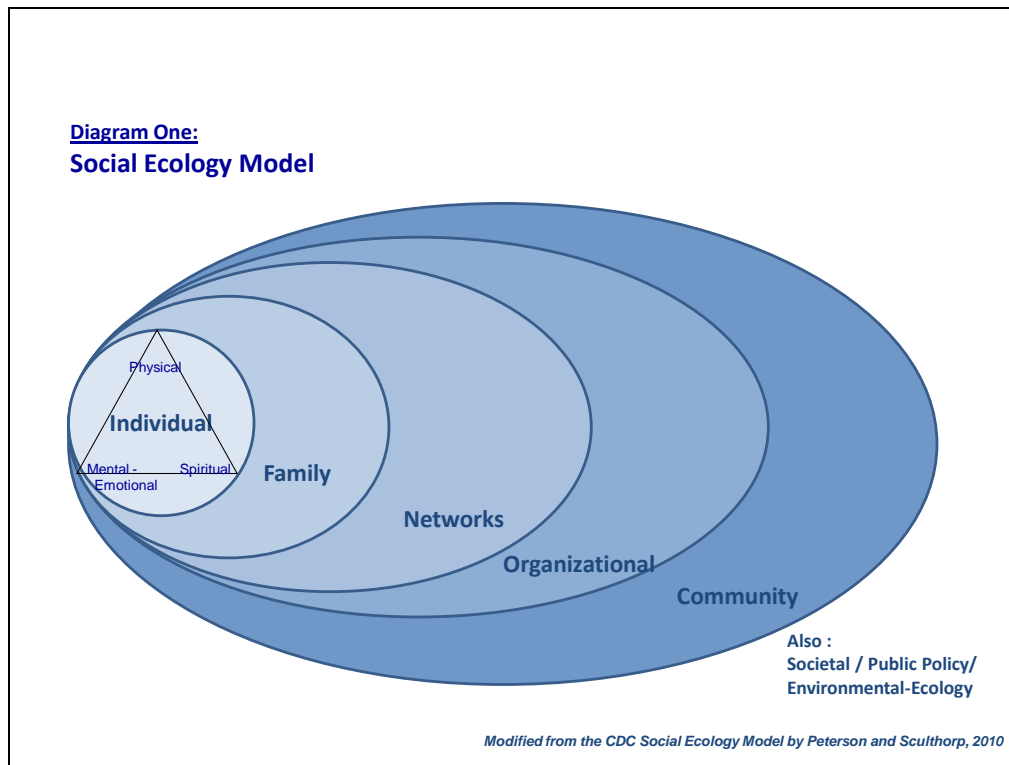 Diagram One:
Social Ecology Model
Physical
Individual
Mental -
Emotional
Spiritual
Family
Networks
Organizational
Community
Also :
Societal / Public Policy/
Environmental-Ecology
Modified from the CDC Social Ecology Model by Peterson and Sculthorp, 2010